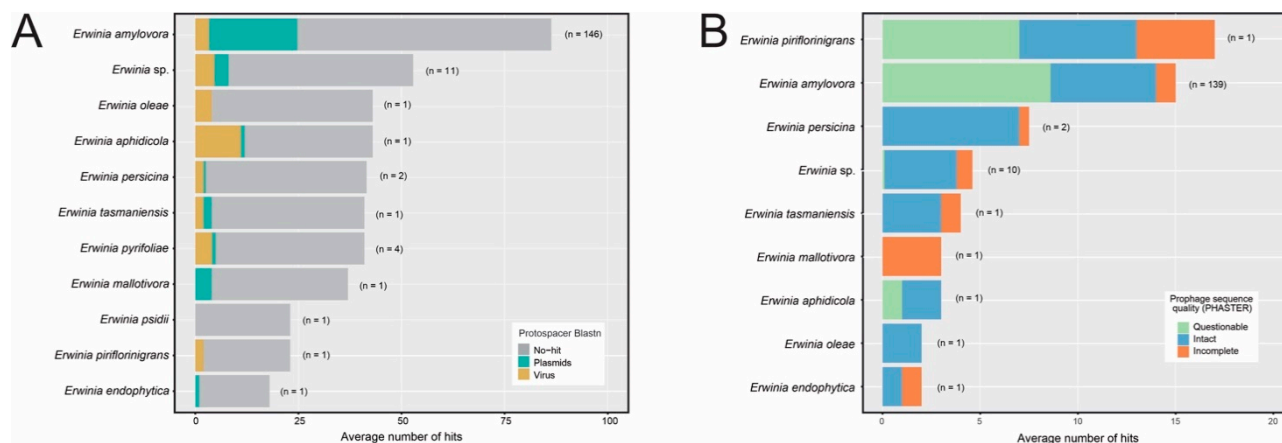 A
Erwinia amylovora
(n = 146)
Erwinia sp.
(n = 11)
Erwinia oleae
(n = 1)
Erwinia aphidicola
(n = 1)
Erwinia persicina
(n = 2)
Erwinia tasmaniensis
(n = 1)
Erwinia pyrifoliae
(n = 4)
Erwinia mallotivora
(n = 1)
Erwinia psidii
(n = 1)
Erwinia piriflorinigrans
(n = 1)
Erwinia endophytica
(n = 1)
Protospacer Blastn
No-hit
Plasmids
Virus
0 25 50 75 100
Average number of hits
B
Erwinia piriflorinigrans
(n = 1)
Erwinia amylovora
(n = 139)
Erwinia persicina
(n = 2)
Erwinia sp.
(n = 10)
Erwinia tasmaniensis
(n = 1)
Erwinia mallotivora
(n = 1)
Erwinia aphidicola
(n = 1)
Erwinia oleae
(n = 1)
Erwinia endophytica
(n = 1)
Prophage sequence
quality (PHASTER)
Questionable
Intact
Incomplete
0 5 10 15 20
Average number of hits